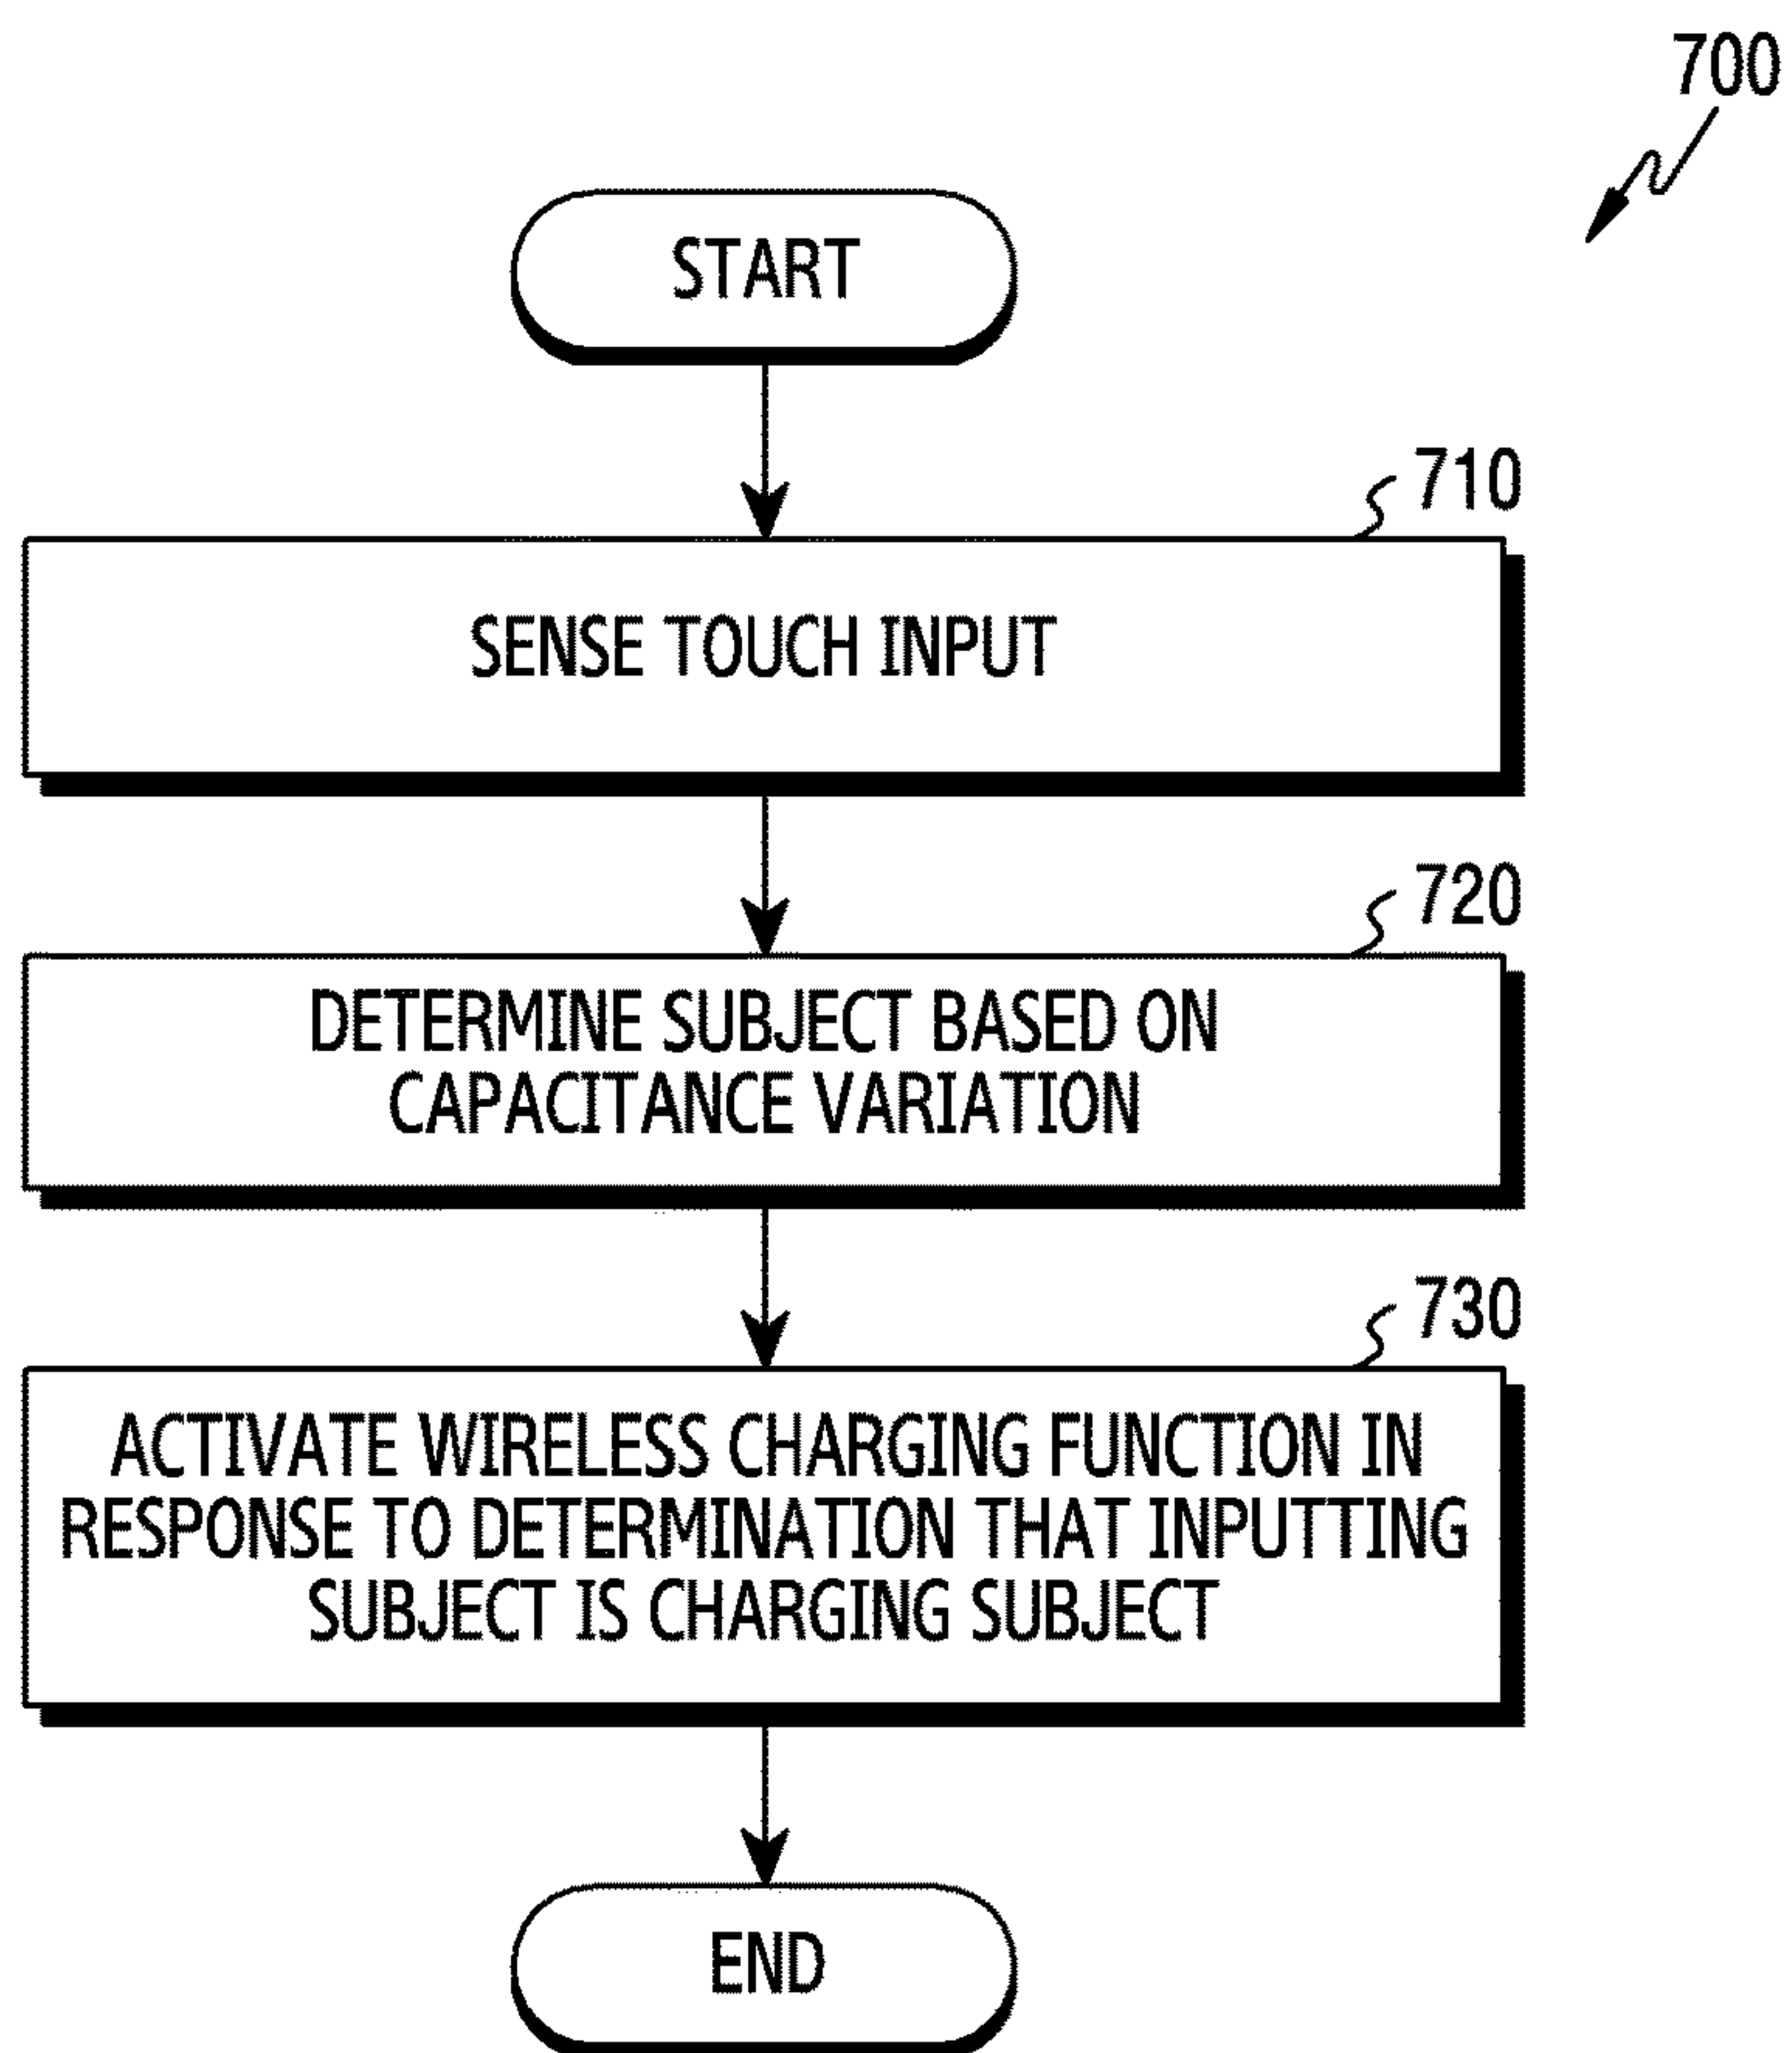 700
START
710
SENSE TOUCH INPUT
720
DETERMINE SUBJECT BASED ON
CAPACITANCE VARIATION
730
ACTIVATE WIRELESS CHARGING FUNCTION IN
RESPONSE TO DETERMINATION THAT INPUTTING
SUBJECT IS CHARGING SUBJECT
END